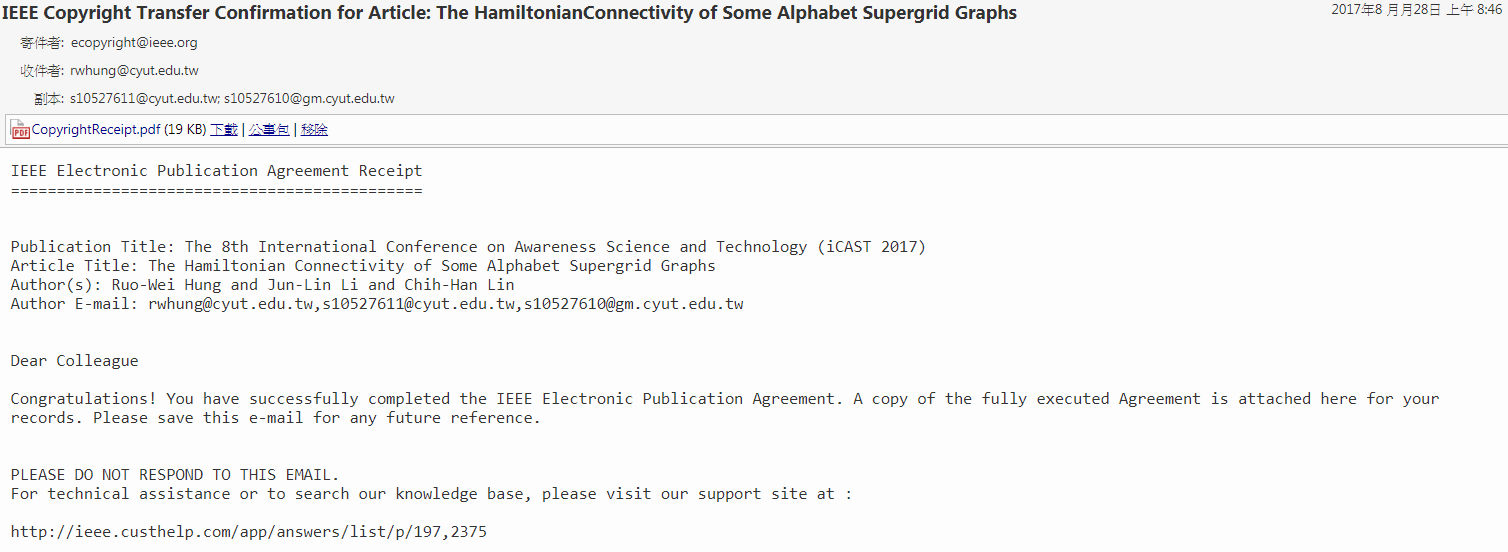 IEEE Copyright Transfer Confirmation for Article: The HamiltonianConnectivity of Some Alphabet Supergrid Graphs
2017年8 月月28日 上午 8:46
寄件者: ecopyright@ieee.org
收件者: rwhung@cyut.edu.tw
副本: s10527611@cyut.edu.tw; s10527610@gm.cyut.edu.tw
PDF CopyrightReceipt.pdf (19 KB) 下載 | 公事包 | 移除
IEEE Electronic Publication Agreement Receipt
=============================================
Publication Title: The 8th International Conference on Awareness Science and Technology (iCAST 2017)
Article Title: The Hamiltonian Connectivity of Some Alphabet Supergrid Graphs
Author(s): Ruo-Wei Hung and Jun-Lin Li and Chih-Han Lin
Author E-mail: rwhung@cyut.edu.tw,s10527611@cyut.edu.tw,s10527610@gm.cyut.edu.tw
Dear Colleague
Congratulations! You have successfully completed the IEEE Electronic Publication Agreement. A copy of the fully executed Agreement is attached here for your
records. Please save this e-mail for any future reference.
PLEASE DO NOT RESPOND TO THIS EMAIL.
For technical assistance or to search our knowledge base, please visit our support site at :
http://ieee.custhelp.com/app/answers/list/p/197,2375